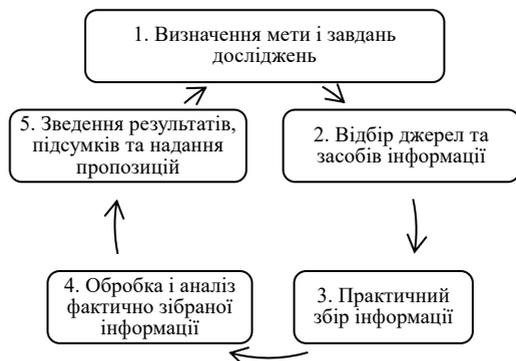 1. Визначення мети і завдань
досліджень
2. Відбір джерел та
засобів інформації
3. Практичний
збір інформації
4. Обробка і аналіз
фактично зібраної
інформації
5. Зведення результатів,
підсумків та надання
пропозицій